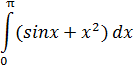 ∫₀^π (sinx + x²) dx